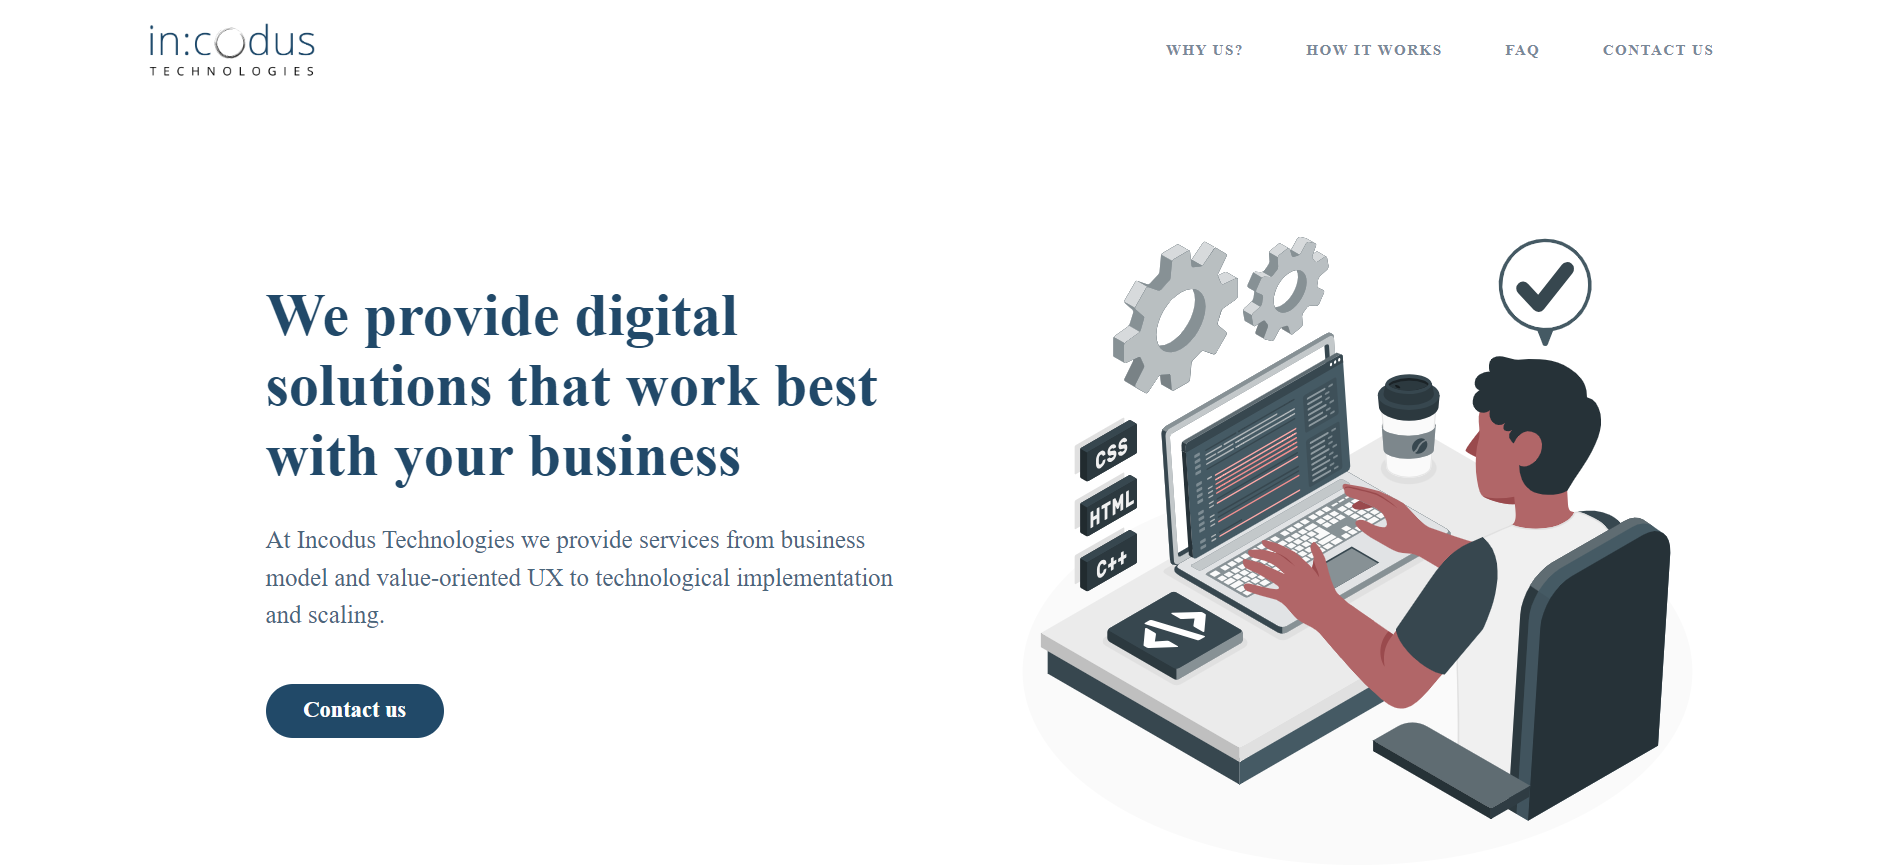 in:codus
TECHNOLOGIES
WHY US?
HOW IT WORKS
FAQ
CONTACT US
We provide digital
solutions that work best
with your business
At Incodus Technologies we provide services from business
model and value-oriented UX to technological implementation
and scaling.
Contact us
CSS
HTML
C++